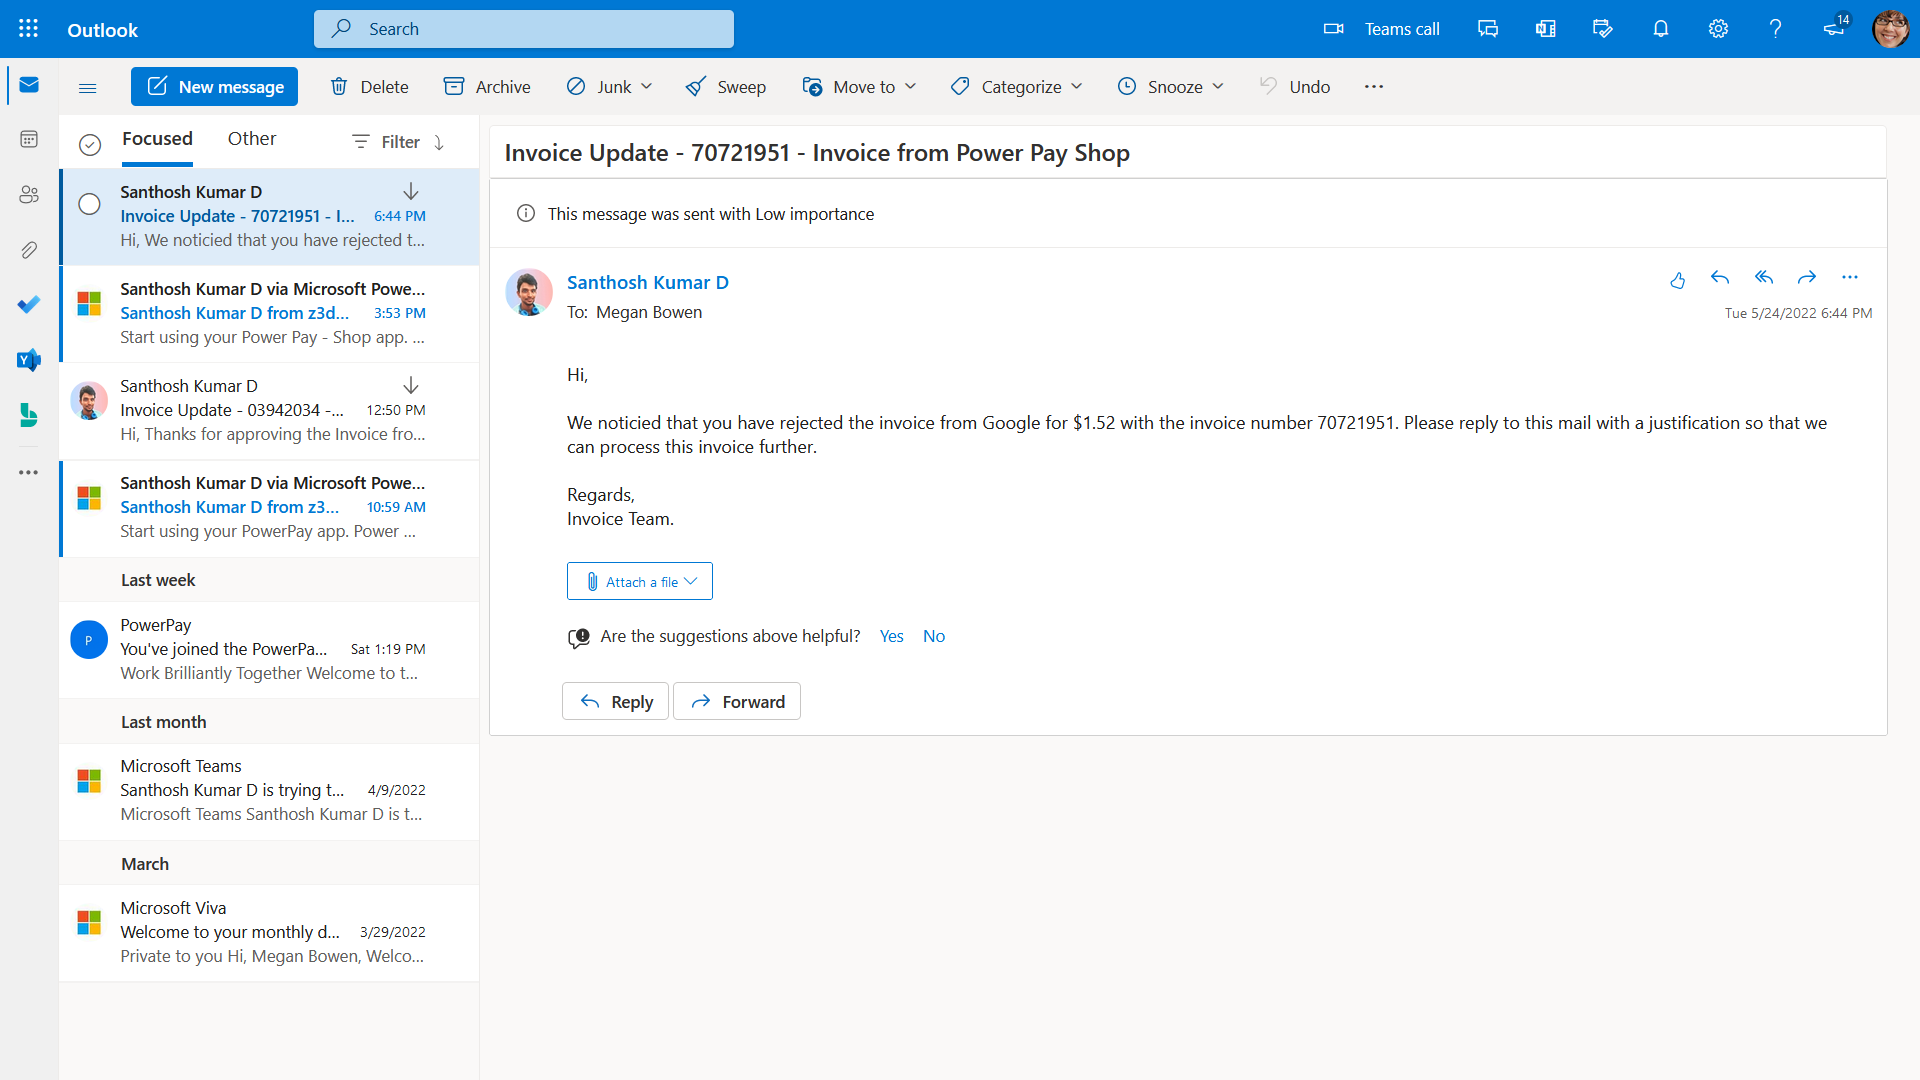 Outlook
Search
Teams call
14
New message
Delete
Archive
Junk
Sweep
Move to
Categorize
Snooze
Undo
Focused
Other
Filter
Santhosh Kumar D
Invoice Update - 70721951 - I...
6:44 PM
Hi, We noticied that you have rejected t...
Santhosh Kumar D via Microsoft Powe...
Santhosh Kumar D from z3d...
3:53 PM
Start using your Power Pay - Shop app. ...
Santhosh Kumar D
Invoice Update - 03942034 -...
12:50 PM
Hi, Thanks for approving the Invoice fro...
Santhosh Kumar D via Microsoft Powe...
Santhosh Kumar D from z3...
10:59 AM
Start using your PowerPay app. Power ...
Last week
P
PowerPay
You've joined the PowerPa...
Sat 1:19 PM
Work Brilliantly Together Welcome to t...
Last month
Microsoft Teams
Santhosh Kumar D is trying t...
4/9/2022
Microsoft Teams Santhosh Kumar D is t...
March
Microsoft Viva
Welcome to your monthly d...
3/29/2022
Private to you Hi, Megan Bowen, Welco...
Invoice Update - 70721951 - Invoice from Power Pay Shop
This message was sent with Low importance
Santhosh Kumar D
To: Megan Bowen
Tue 5/24/2022 6:44 PM
Hi,
We noticied that you have rejected the invoice from Google for $1.52 with the invoice number 70721951. Please reply to this mail with a justification so that we
can process this invoice further.
Regards,
Invoice Team.
Attach a file
Are the suggestions above helpful?
Yes
No
Reply
Forward